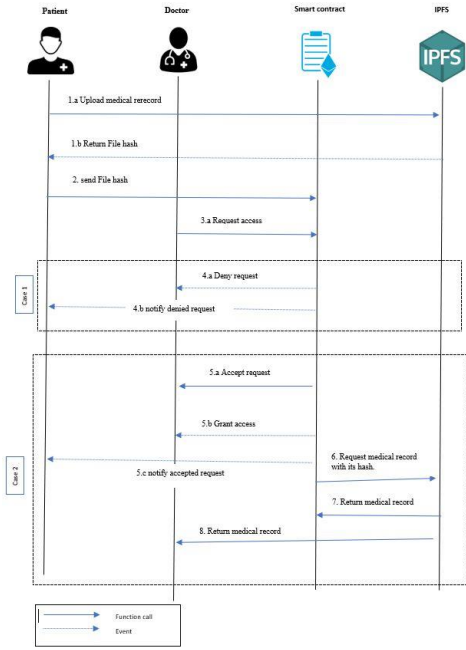 Patient
Doctor
Smart contract
IPFS
IPFS
1.a Upload medical rerecord
1.b Return File hash
2. send File hash
3.a Request access
Case 1
4.a Deny request
4.b notify denied request
Case 2
5.a Accept request
5.b Grant access
5.c notify accepted request
6. Request medical record
with its hash.
7. Return medical record
8. Return medical record
Function call
Event